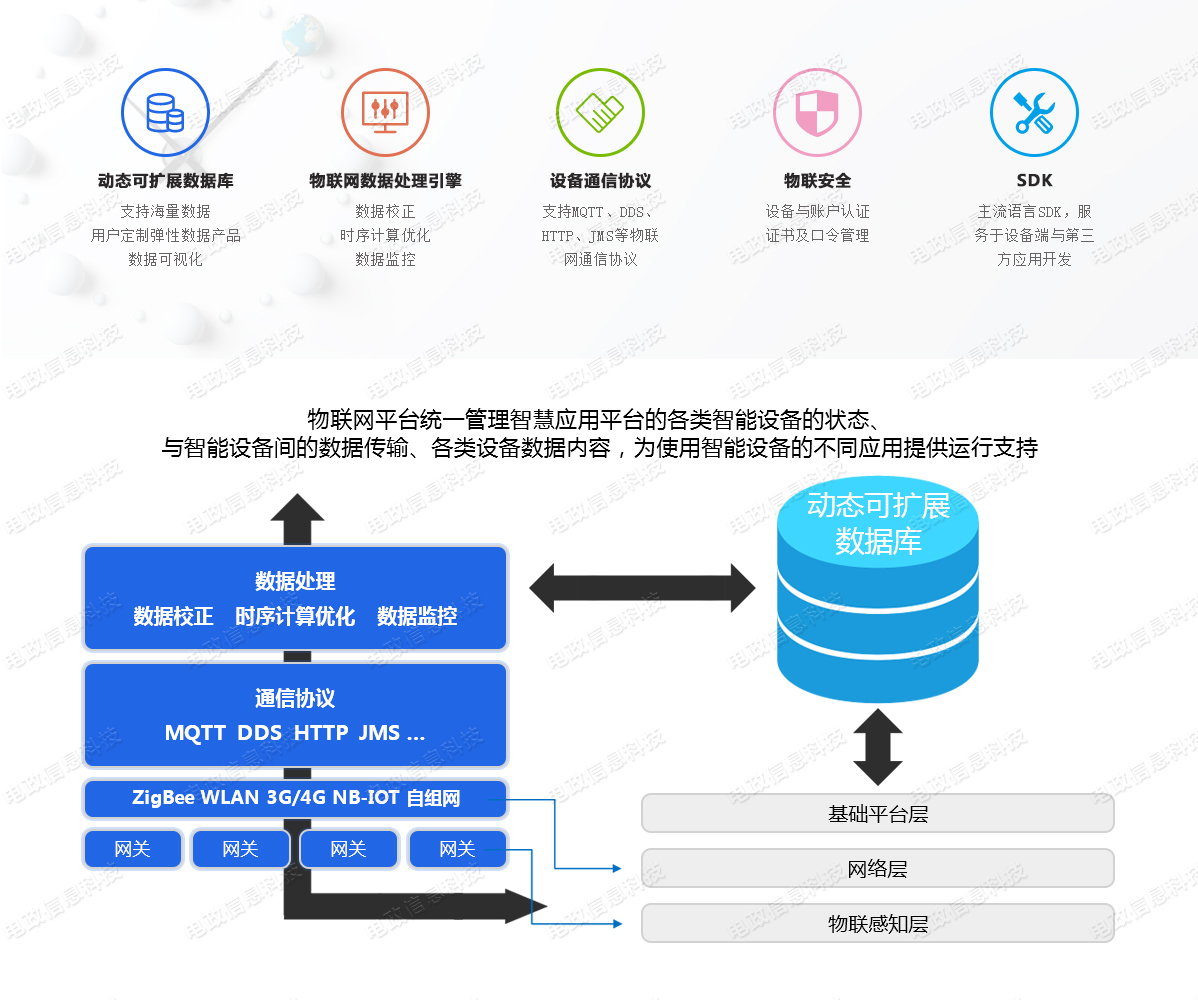 动态可扩展数据库
支持海量数据
用户定制弹性数据产品
数据可视化
物联网数据处理引擎
数据校正
时序计算优化
数据监控
设备通信协议
支持MQTT、DDS、
HTTP、JMS等物联
网通信协议
物联安全
设备与账户认证
证书及口令管理
SDK
主流语言SDK，服
务于设备端与第三
方应用开发
物联网平台统一管理智慧应用平台的各类智能设备的状态、
与智能设备间的数据传输、各类设备数据内容，为使用智能设备的不同应用提供运行支持
数据处理
数据校正 时序计算优化 数据监控
通信协议
MQTT DDS HTTP JMS ...
ZigBee WLAN 3G/4G NB-IOT 自组网
网关 网关 网关 网关
动态可扩展
数据库
基础平台层
网络层
物联感知层
电政信息科技